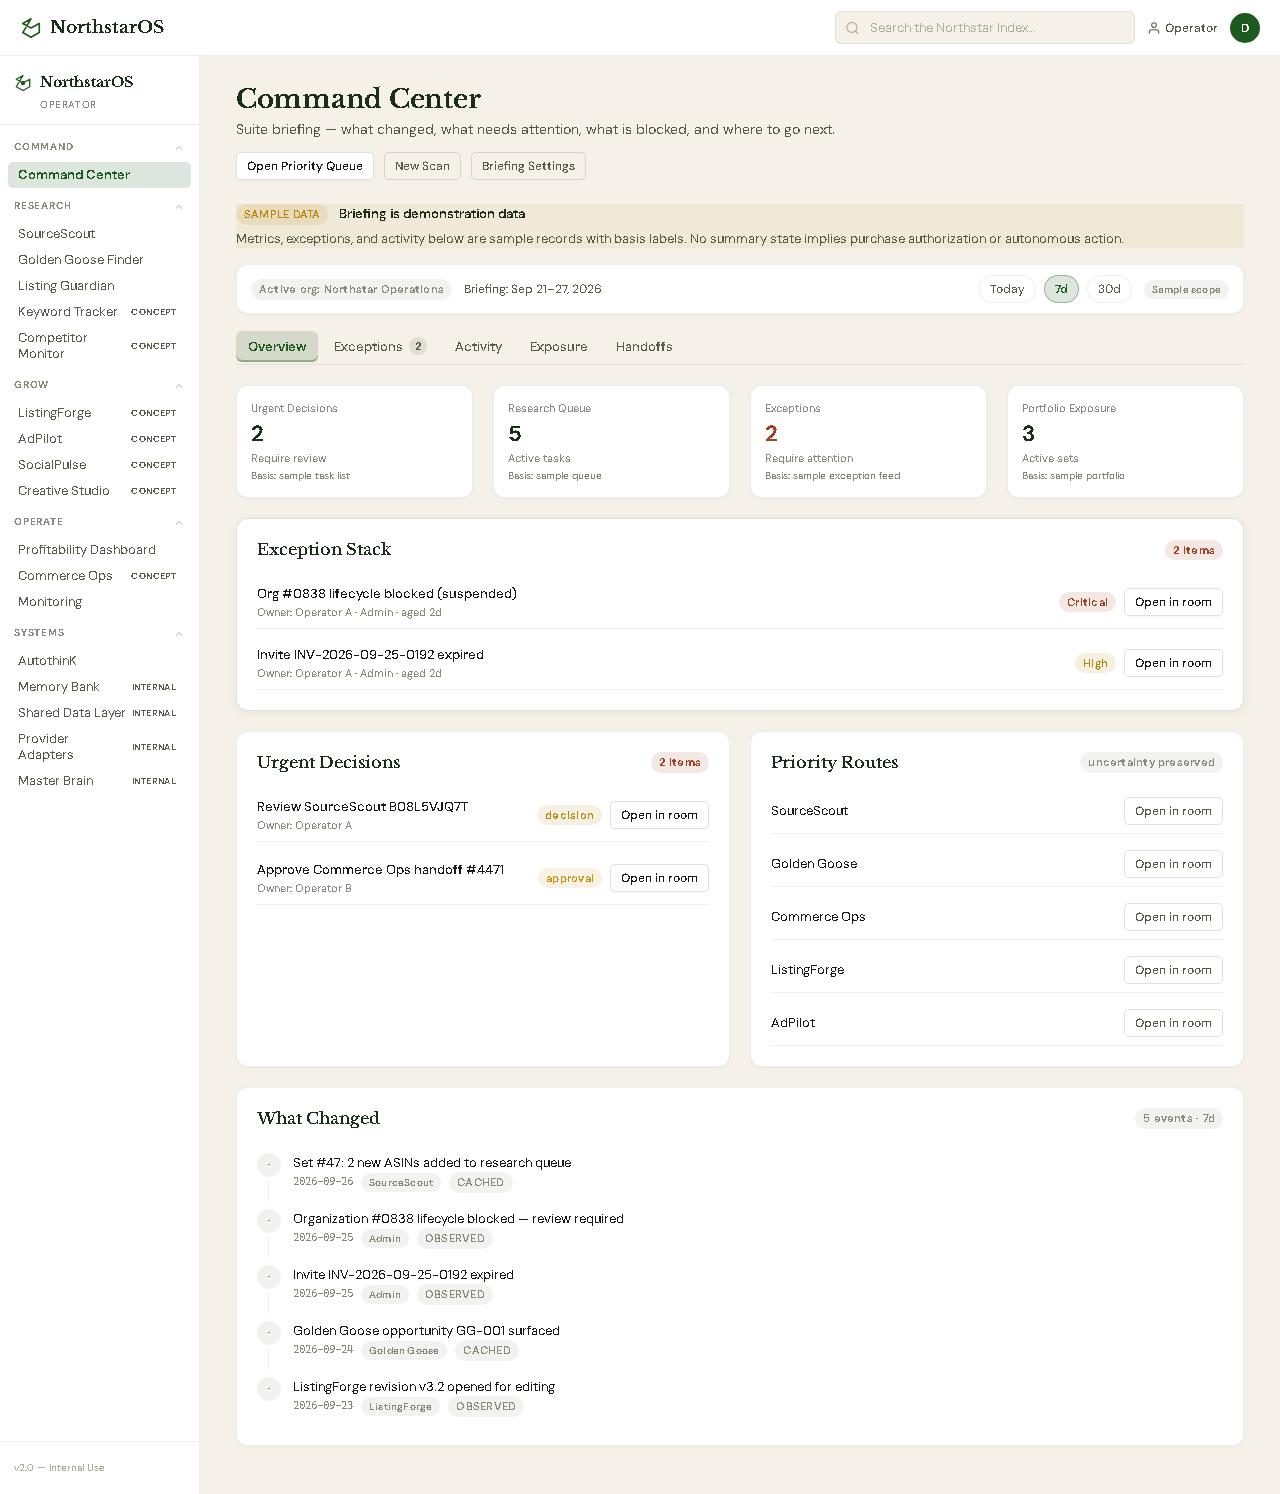 NorthstarOS
Search the Northstar Index...
Operator
D
NorthstarOS
OPERATOR
COMMAND
Command Center
RESEARCH
SourceScout
Golden Goose Finder
Listing Guardian
Keyword Tracker CONCEPT
Competitor Monitor CONCEPT
GROW
ListingForge CONCEPT
AdPilot CONCEPT
SocialPulse CONCEPT
Creative Studio CONCEPT
OPERATE
Profitability Dashboard
Commerce Ops CONCEPT
Monitoring
SYSTEMS
AutothinK
Memory Bank INTERNAL
Shared Data Layer INTERNAL
Provider Adapters INTERNAL
Master Brain INTERNAL
v2.0 — Internal Use
Command Center
Suite briefing — what changed, what needs attention, what is blocked, and where to go next.
Open Priority Queue New Scan Briefing Settings
SAMPLE DATA Briefing is demonstration data
Metrics, exceptions, and activity below are sample records with basis labels. No summary state implies purchase authorization or autonomous action.
Active org: Northstar Operations Briefing: Sep 21–27, 2026 Today 7d 30d Sample scope
Overview Exceptions 2 Activity Exposure Handoffs
Urgent Decisions
2
Require review
Basis: sample task list
Research Queue
5
Active tasks
Basis: sample queue
Exceptions
2
Require attention
Basis: sample exception feed
Portfolio Exposure
3
Active sets
Basis: sample portfolio
Exception Stack 2 items
Org #0838 lifecycle blocked (suspended)
Owner: Operator A · Admin · aged 2d
Critical Open in room
Invite INV-2026-09-25-0192 expired
Owner: Operator A · Admin · aged 2d
High Open in room
Urgent Decisions 2 items
Review SourceScout B08L5VJQ7T
Owner: Operator A
decision Open in room
Approve Commerce Ops handoff #4471
Owner: Operator B
approval Open in room
Priority Routes uncertainty preserved
SourceScout Open in room
Golden Goose Open in room
Commerce Ops Open in room
ListingForge Open in room
AdPilot Open in room
What Changed 5 events · 7d
Set #47: 2 new ASINs added to research queue
2026-09-26 SourceScout CACHED
Organization #0838 lifecycle blocked — review required
2026-09-25 Admin OBSERVED
Invite INV-2026-09-25-0192 expired
2026-09-25 Admin OBSERVED
Golden Goose opportunity GG-001 surfaced
2026-09-24 Golden Goose CACHED
ListingForge revision v3.2 opened for editing
2026-09-23 ListingForge OBSERVED